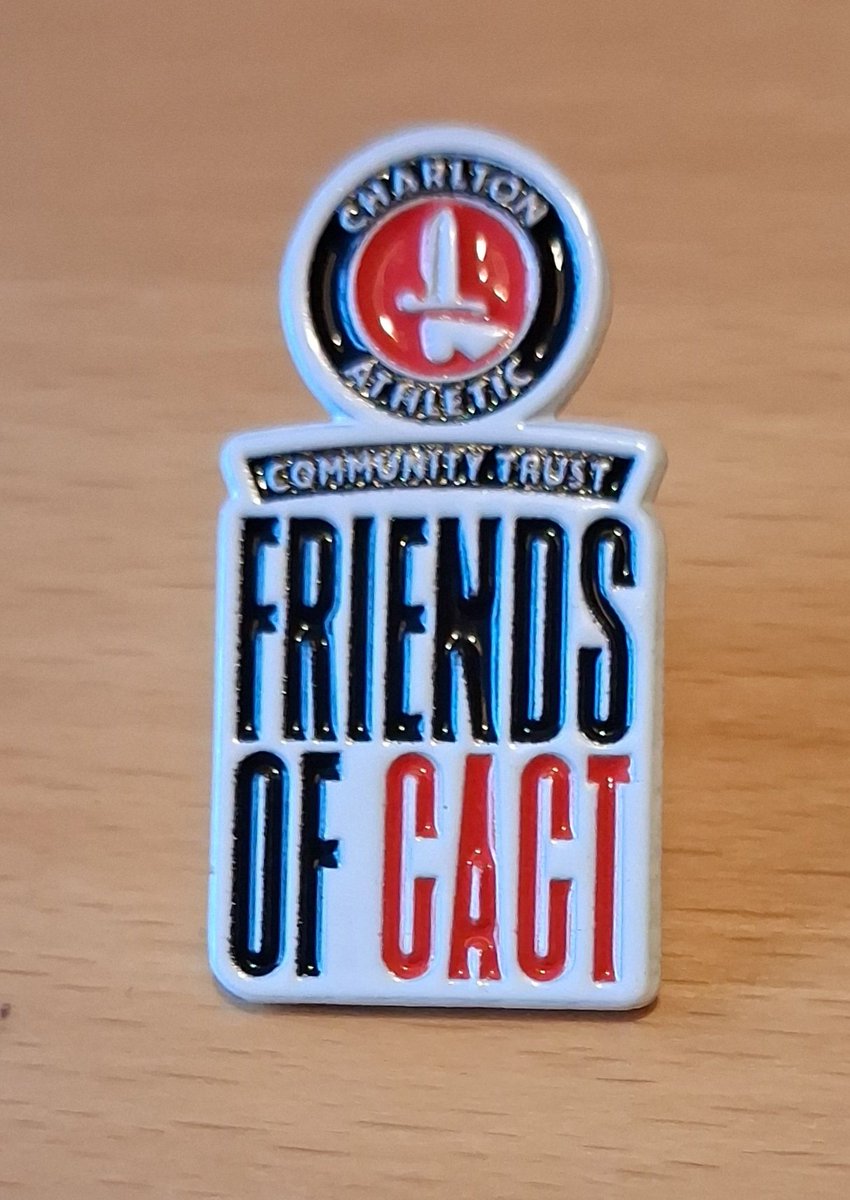 CHARLTON
ATHLETIC
COMMUNITY TRUST
FRIENDS
OF CACT